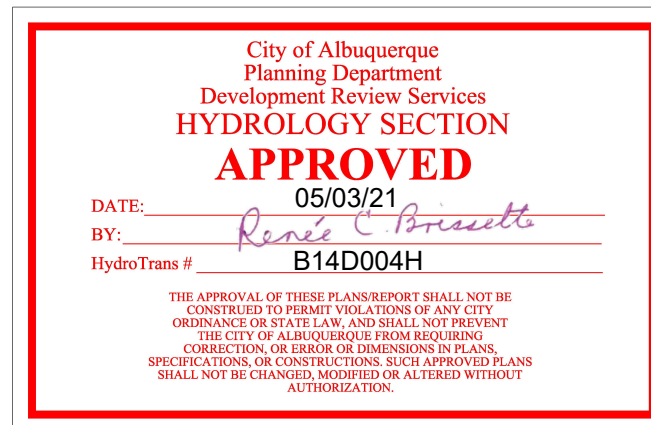 City of Albuquerque
Planning Department
Development Review Services
HYDROLOGY SECTION
APPROVED
DATE: 05/03/21
BY: Renée C. Brissette
HydroTrans # B14D004H
THE APPROVAL OF THESE PLANS/REPORT SHALL NOT BE
CONSTRUED TO PERMIT VIOLATIONS OF ANY CITY
ORDINANCE OR STATE LAW, AND SHALL NOT PREVENT
THE CITY OF ALBUQUERQUE FROM REQUIRING
CORRECTION, OR ERROR OR DIMENSIONS IN PLANS,
SPECIFICATIONS, OR CONSTRUCTIONS. SUCH APPROVED PLANS
SHALL NOT BE CHANGED, MODIFIED OR ALTERED WITHOUT
AUTHORIZATION.